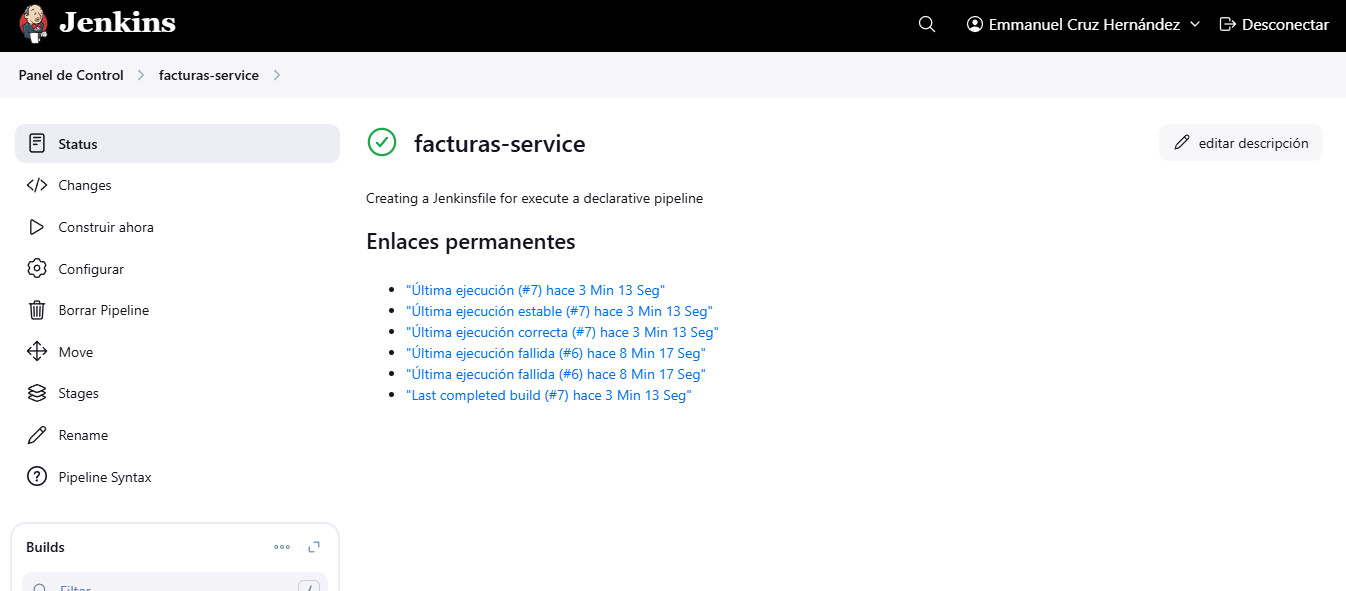 Jenkins
Emmanuel Cruz Hernández
Desconectar
Panel de Control
facturas-service
Status
Changes
Construir ahora
Configurar
Borrar Pipeline
Move
Stages
Rename
Pipeline Syntax
Builds
Filter
/
facturas-service
editar descripción
Creating a Jenkinsfile for execute a declarative pipeline
Enlaces permanentes
"Última ejecución (#7) hace 3 Min 13 Seg"
"Última ejecución estable (#7) hace 3 Min 13 Seg"
"Última ejecución correcta (#7) hace 3 Min 13 Seg"
"Última ejecución fallida (#6) hace 8 Min 17 Seg"
"Última ejecución fallida (#6) hace 8 Min 17 Seg"
"Last completed build (#7) hace 3 Min 13 Seg"